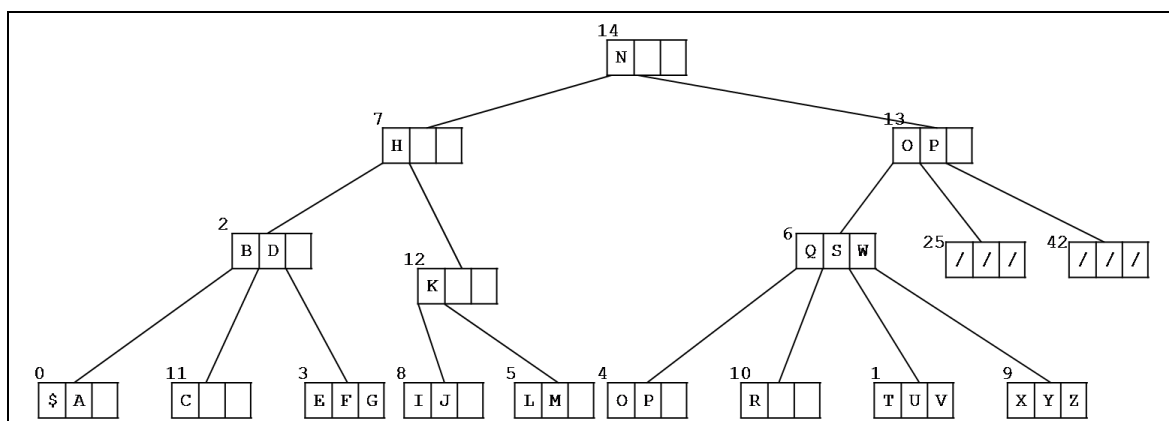 14
N
7
H
13
O P
2
B D
12
K
6
Q S W
25
/ / /
42
/ / /
0
$ A
11
C
3
E F G
8
I J
5
L M
4
O P
10
R
1
T U V
9
X Y Z